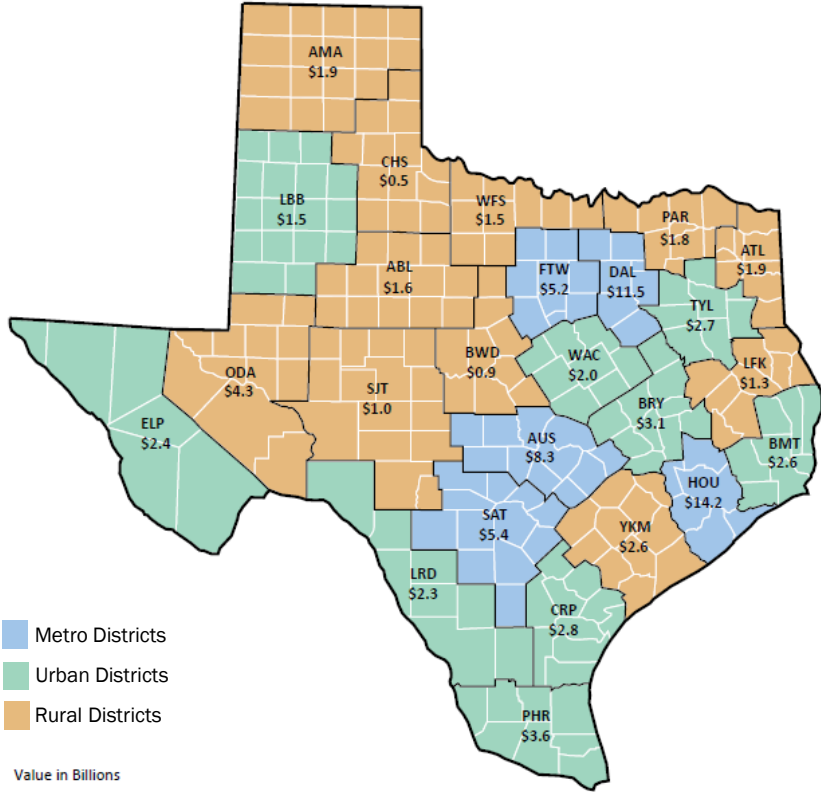 AMA
$1.9
CHS
$0.5
LBB
$1.5
WFS
$1.5
PAR
$1.8
ATL
$1.9
ABL
$1.6
FTW
$5.2
DAL
$11.5
TYL
$2.7
BWD
$0.9
WAC
$2.0
LFK
$1.3
ODA
$4.3
SJT
$1.0
BRY
$3.1
ELP
$2.4
AUS
$8.3
BMT
$2.6
HOU
$14.2
SAT
$5.4
YKM
$2.6
LRD
$2.3
CRP
$2.8
PHR
$3.6
Metro Districts
Urban Districts
Rural Districts
Value in Billions